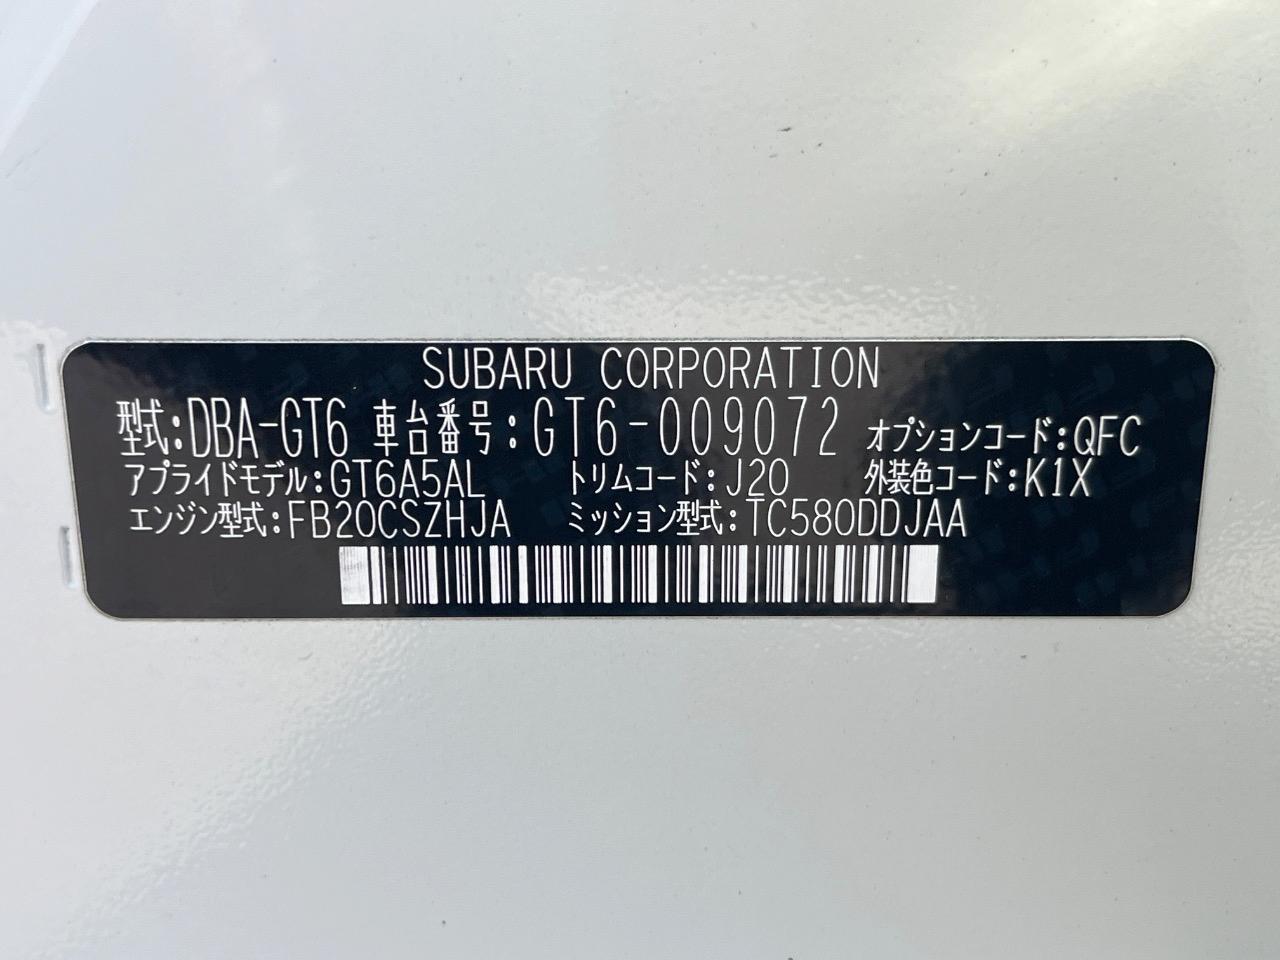 SUBARU CORPORATION
型式:DBA-GT6 車台番号:GT6-009072 オプションコード:QFC
アプライドモデル:GT6A5AL トリムコード:J20 外装色コード:K1X
エンジン型式:FB20CSZHJA ミッション型式:TC580DDJAA